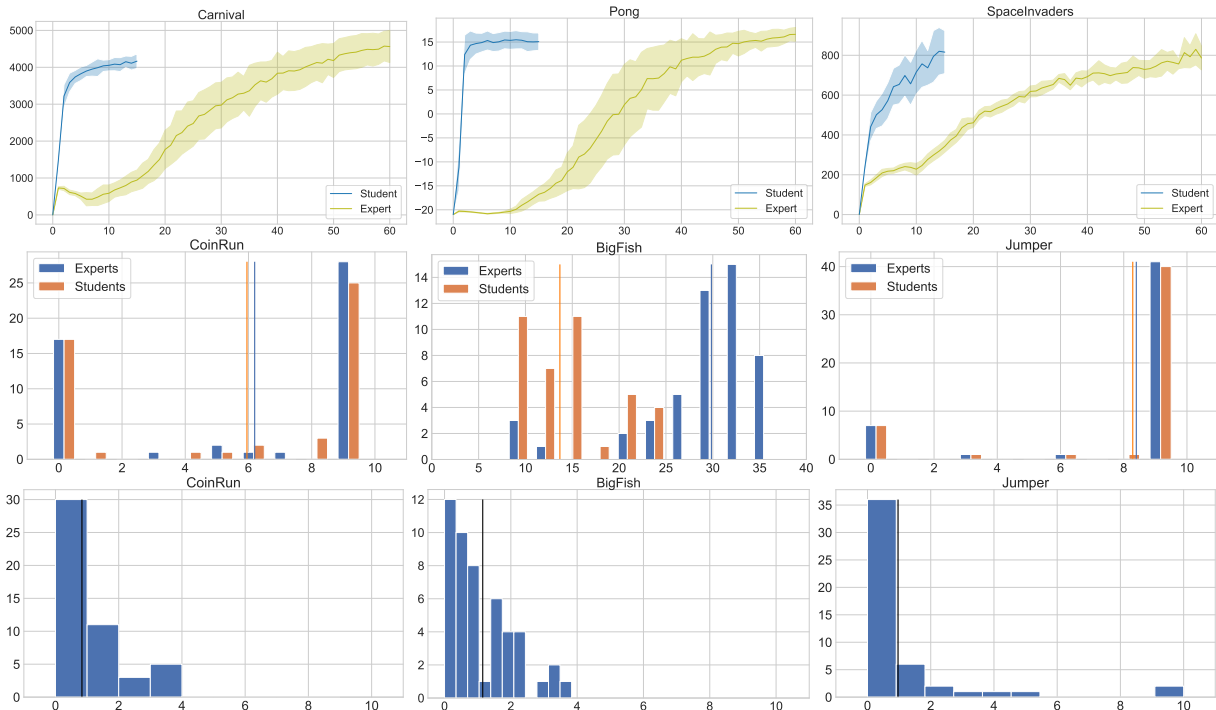 Carnival
5000
4000
3000
2000
1000
0
Student
Expert
0 10 20 30 40 50 60
Pong
15
10
5
0
−5
−10
−15
−20
Student
Expert
0 10 20 30 40 50 60
SpaceInvaders
800
600
400
200
0
Student
Expert
0 10 20 30 40 50 60
CoinRun
25
20
15
10
5
0
Experts
Students
0 2 4 6 8 10
BigFish
14
12
10
8
6
4
2
0
Experts
Students
0 5 10 15 20 25 30 35 40
Jumper
40
30
20
10
0
Experts
Students
0 2 4 6 8 10
CoinRun
30
25
20
15
10
5
0
0 2 4 6 8 10
BigFish
12
10
8
6
4
2
0
0 2 4 6 8 10
Jumper
35
30
25
20
15
10
5
0
0 2 4 6 8 10